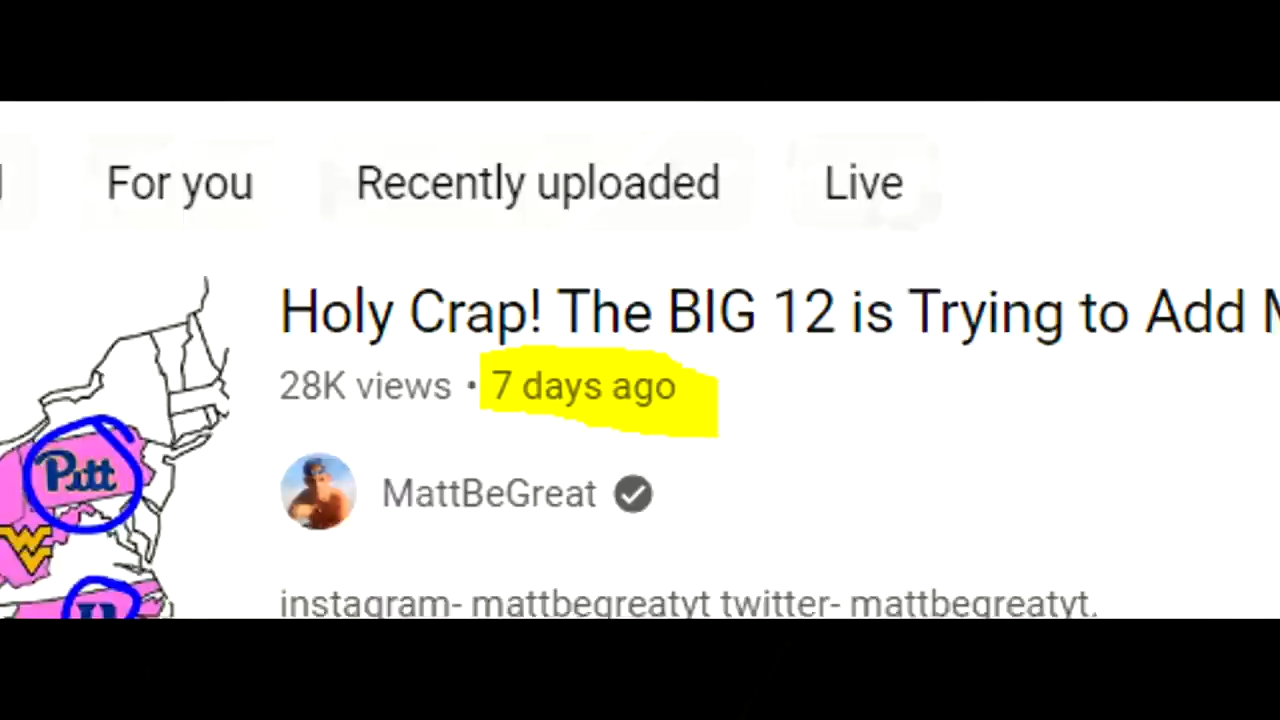 For you Recently uploaded Live
Holy Crap! The BIG 12 is Trying to Add
28K views • 7 days ago
Pitt
MattBeGreat
WV
instagram- mattbegreatyt twitter- mattbegreatyt.